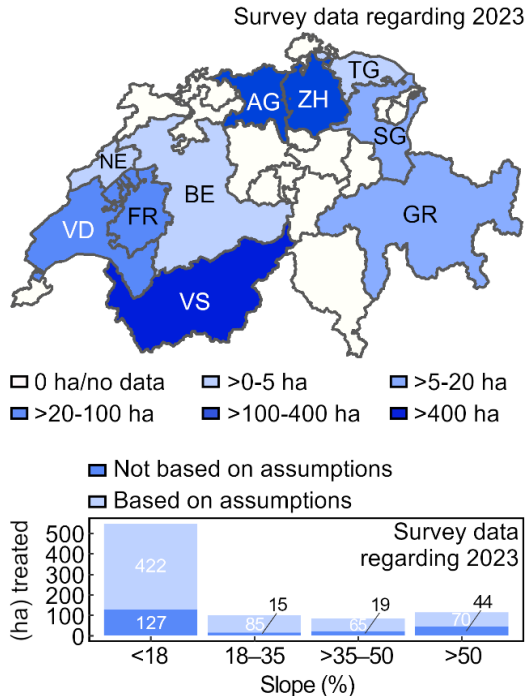 Survey data regarding 2023
TG
AG ZH
SG
NE
BE
VD FR
GR
VS
0 ha/no data >0-5 ha >5-20 ha
>20-100 ha >100-400 ha >400 ha
Not based on assumptions
Based on assumptions
Survey data
regarding 2023
(ha) treated
500
400
300
200
100
0
422
127
15
85
19
65
44
70
<18 18–35 >35–50 >50
Slope (%)